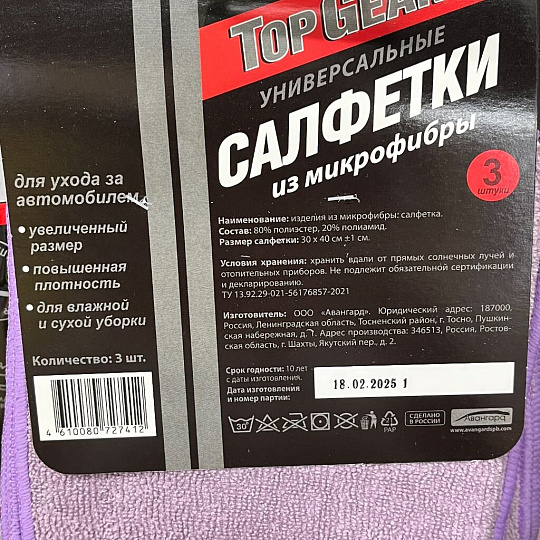 TOP GEAR
УНИВЕРСАЛЬНЫЕ
САЛФЕТКИ
из микрофибры
3
штуки
для ухода за
автомобилем
• увеличенный
размер
• повышенная
плотность
• для влажной
и сухой уборки
Количество: 3 шт.
4 610080 727412
Наименование: изделия из микрофибры: салфетка.
Состав: 80% полиэстер, 20% полиамид.
Размер салфетки: 30 х 40 см ±1 см.
Условия хранения: хранить вдали от прямых солнечных лучей и
отопительных приборов. Не подлежит обязательной сертификации
и декларированию.
ТУ 13.92.29-021-56176857-2021
Изготовитель: ООО «Авангард». Юридический адрес: 187000,
Россия, Ленинградская область, Тосненский район, г. Тосно, Пушкин-
ская набережная, д. Адрес производства: 346513, Россия, Ростов-
ская область, г. Шахты, Якутский пер., д. 2.
Срок годности: 10 лет
с даты изготовления.
Дата изготовления
и номер партии:
18.02.2025 1
30
21
PAP
СДЕЛАНО
В РОССИИ
Авангард
www.avangardspb.com